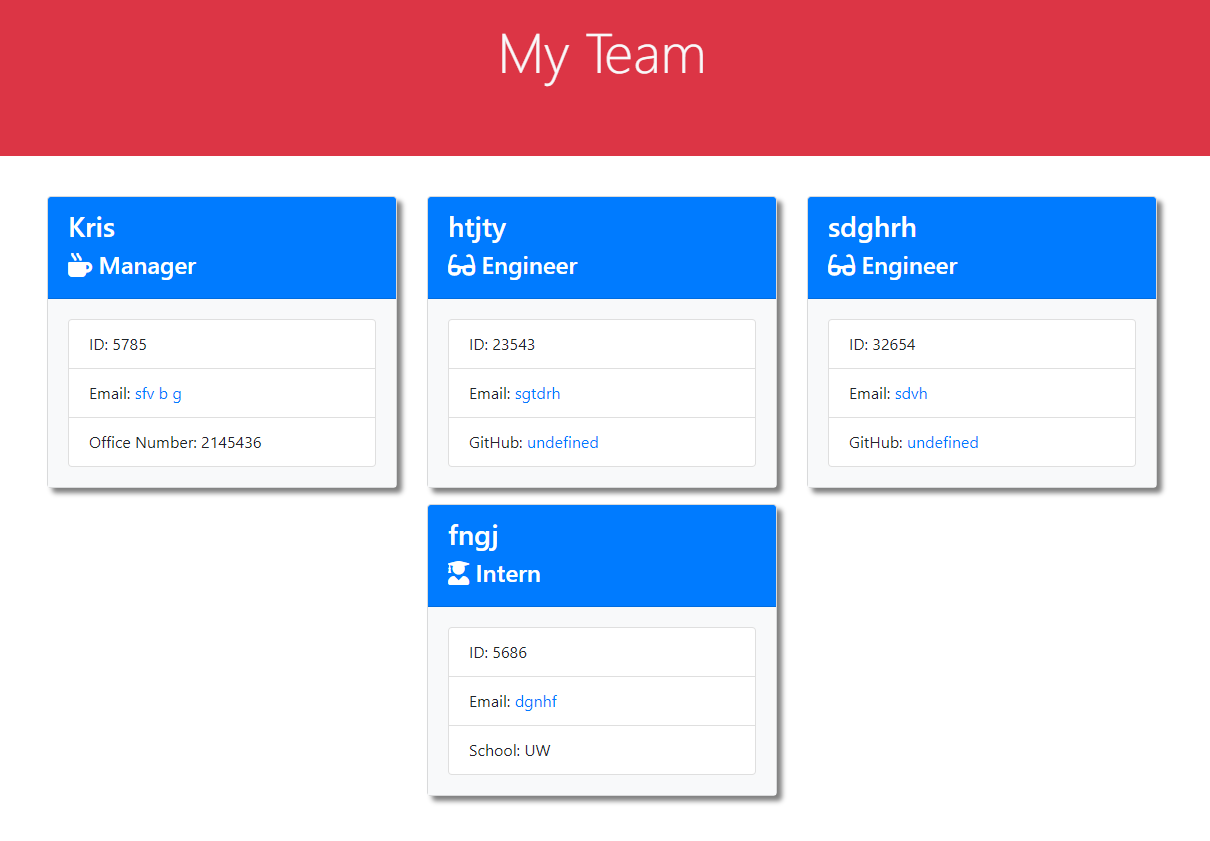 My Team
Kris
Manager
ID: 5785
Email: sfv b g
Office Number: 2145436
htjty
Engineer
ID: 23543
Email: sgtdrh
GitHub: undefined
sdghrh
Engineer
ID: 32654
Email: sdvh
GitHub: undefined
fngj
Intern
ID: 5686
Email: dgnhf
School: UW